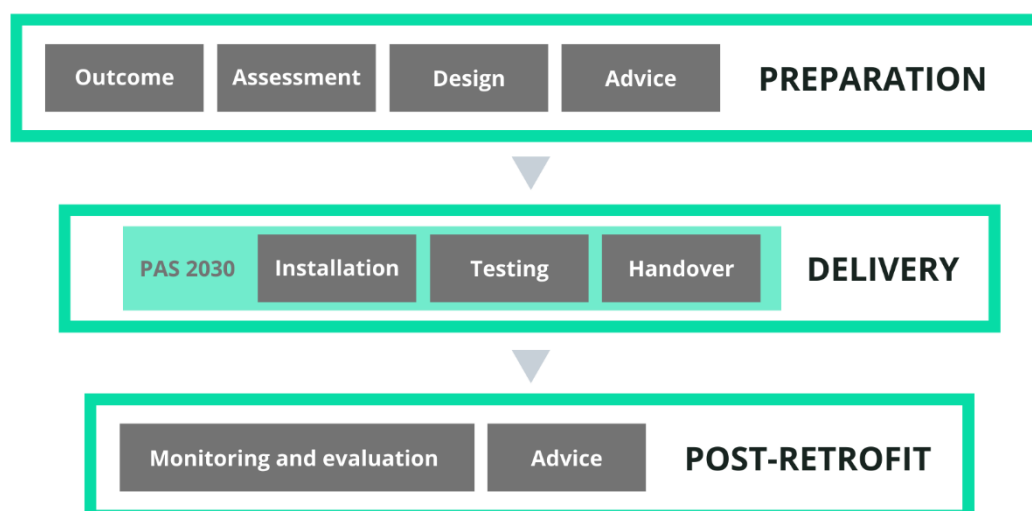 Outcome
Assessment
Design
Advice
PREPARATION
PAS 2030
Installation
Testing
Handover
DELIVERY
Monitoring and evaluation
Advice
POST-RETROFIT